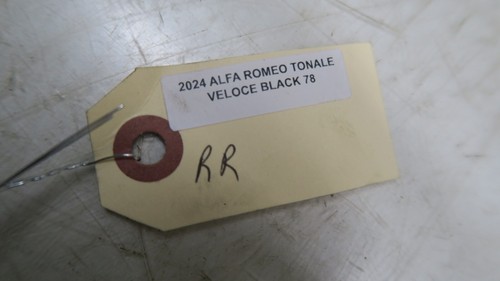 2024 ALFA ROMEO TONALE
VELOCE BLACK 78
RR